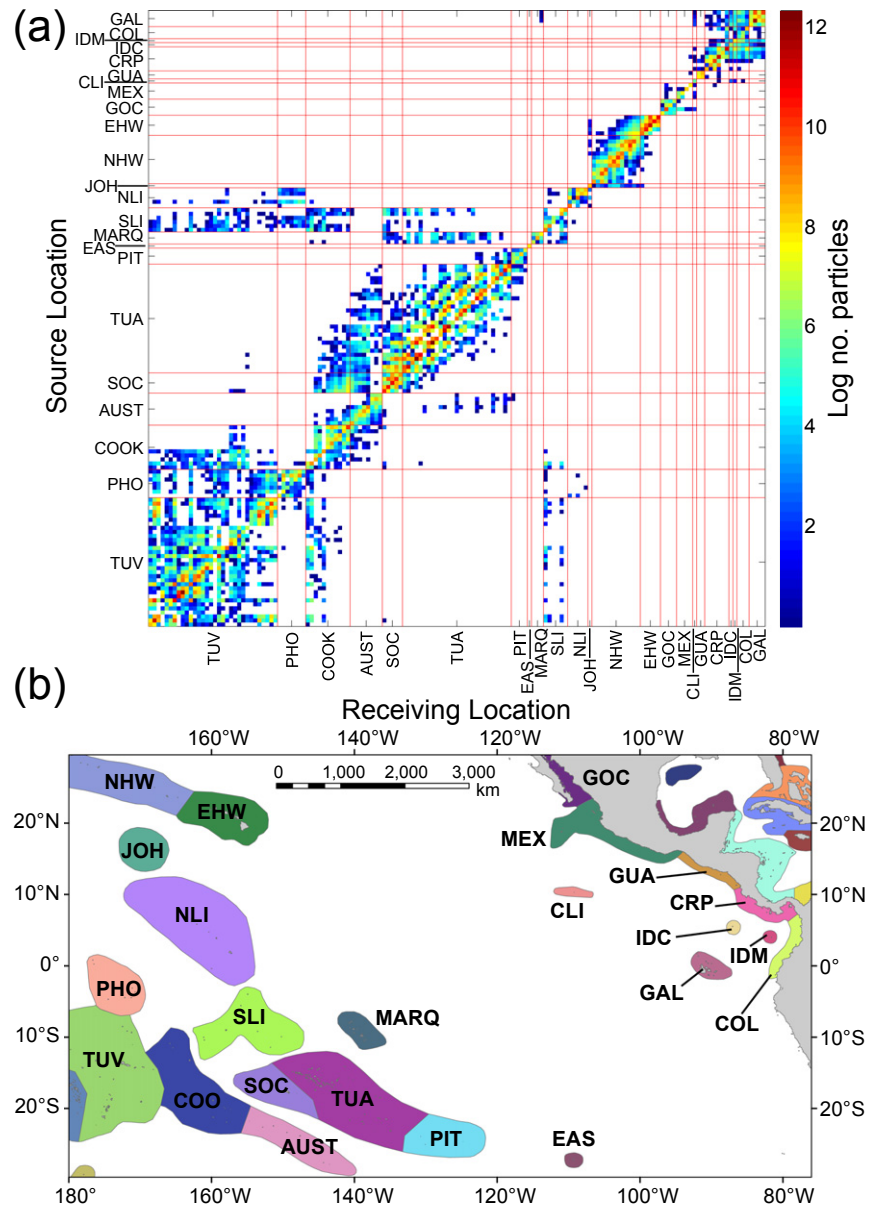 (a)
GAL
COL
IDM
IDC
CRP
GUA
CLI
MEX
GOC
EHW
NHW
JOH
NLI
SLI
MARQ
EAS
PIT
TUA
SOC
AUST
COOK
PHO
TUV
Source Location
12
10
8
6
4
2
Log no. particles
TUV
PHO
COOK
AUST
SOC
TUA
PIT
EAS
MARQ
SLI
NLI
JOH
NHW
EHW
GOC
MEX
CLI
GUA
CRP
IDC
IDM
COL
GAL
Receiving Location
(b)
160°W 140°W 120°W 100°W 80°W
0 1,000 2,000 3,000
km
NHW
EHW
JOH
NLI
PHO
SLI
MARQ
TUV
COO
SOC
TUA
AUST
PIT
EAS
GOC
MEX
GUA
CLI
CRP
IDC
IDM
GAL
COL
20°N
10°N
0°
10°S
20°S
20°N
10°N
0°
10°S
20°S
180° 160°W 140°W 120°W 100°W 80°W